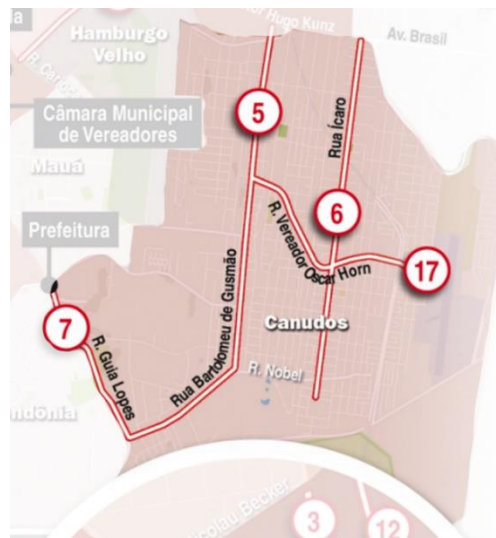 Hugo Kunz
Av. Brasil
Hamburgo
Velho
5
Rua Ícaro
Câmara Municipal
de Vereadores
Mauá
6
R. Vereador Oscar Horn
17
Prefeitura
7
R. Guia Lopes
Rua Bartolomeu de Gusmão
Canudos
R. Nobel
Becker
3
12